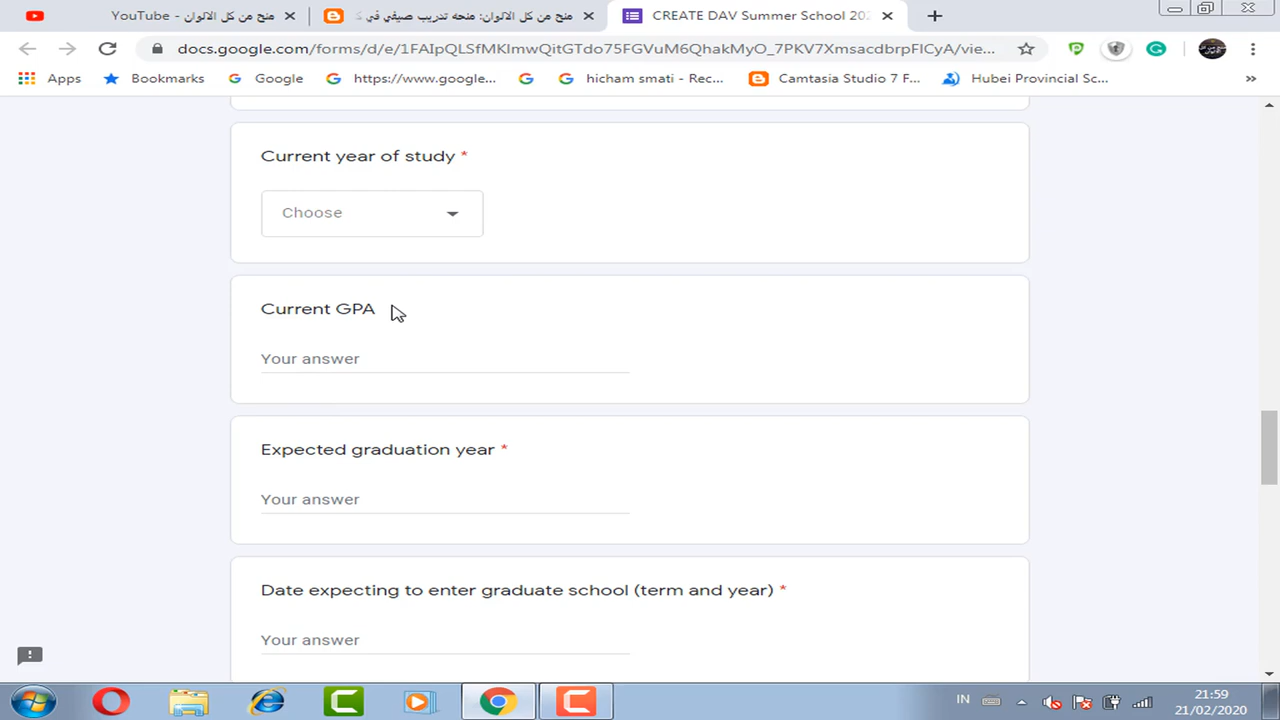 YouTube - منح من كل الالوان
منح من كل الالوان: منحه تدريب صيفي في
CREATE DAV Summer School 202
docs.google.com/forms/d/e/1FAIpQLSfMKlmwQitGTdo75FGVuM6QhakMyO_7PKV7XmsacdbrpFICyA/vie...
Apps
Bookmarks
Google
https://www.google...
hicham smati - Rec...
Camtasia Studio 7 F...
Hubei Provincial Sc...
»
Current year of study *
Choose
Current GPA
Your answer
Expected graduation year *
Your answer
Date expecting to enter graduate school (term and year) *
Your answer
IN
21:59
21/02/2020